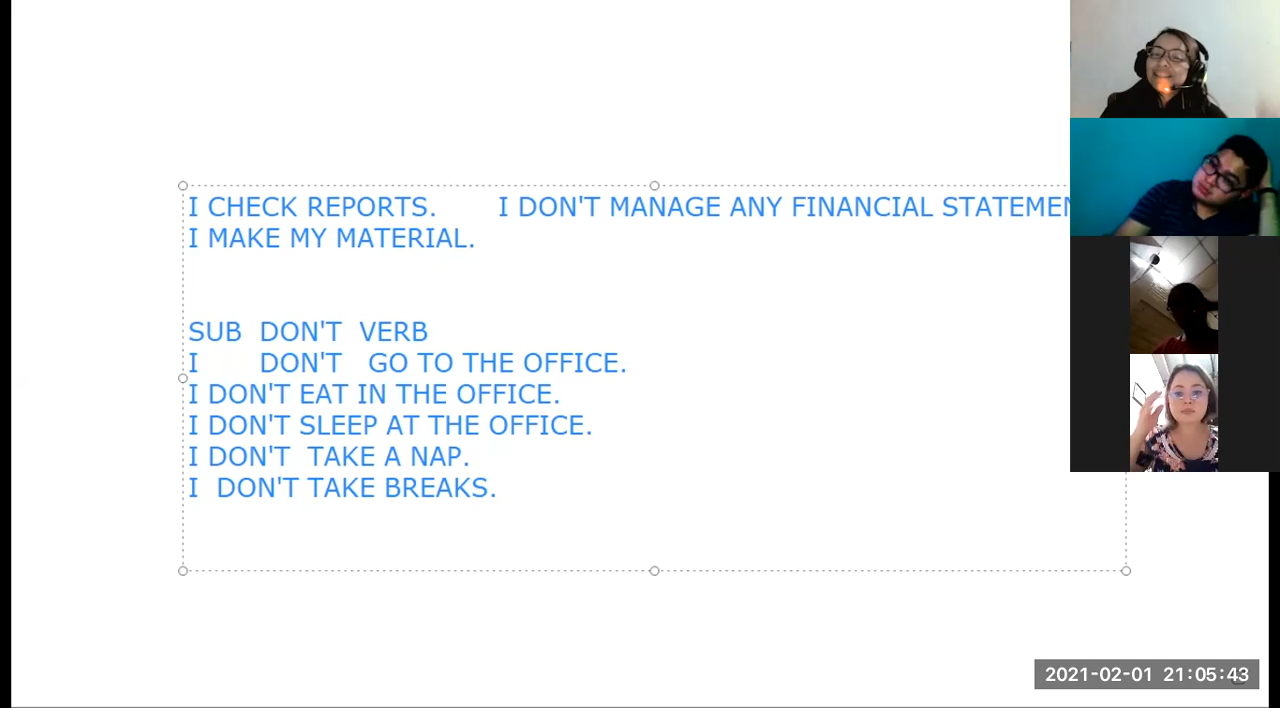 I CHECK REPORTS. I DON'T MANAGE ANY FINANCIAL
I MAKE MY MATERIAL.
SUB DON'T VERB
I DON'T GO TO THE OFFICE.
I DON'T EAT IN THE OFFICE.
I DON'T SLEEP AT THE OFFICE.
I DON'T TAKE A NAP.
I DON'T TAKE BREAKS.
2021-02-01 21:05:43